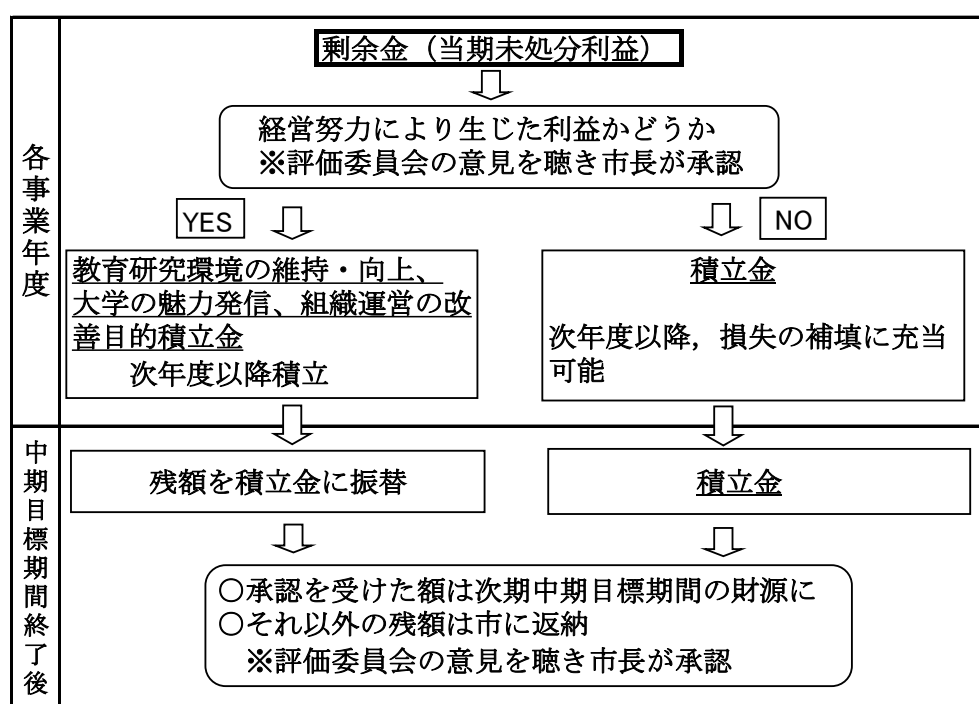 剰余金（当期未処分利益）
経営努力により生じた利益かどうか
※評価委員会の意見を聴き市長が承認
各事業年度
YES
NO
教育研究環境の維持・向上、
大学の魅力発信、組織運営の改
善目的積立金
次年度以降積立
積立金
次年度以降，損失の補填に充当
可能
中期目標期間終了後
残額を積立金に振替
積立金
○承認を受けた額は次期中期目標期間の財源に
○それ以外の残額は市に返納
※評価委員会の意見を聴き市長が承認